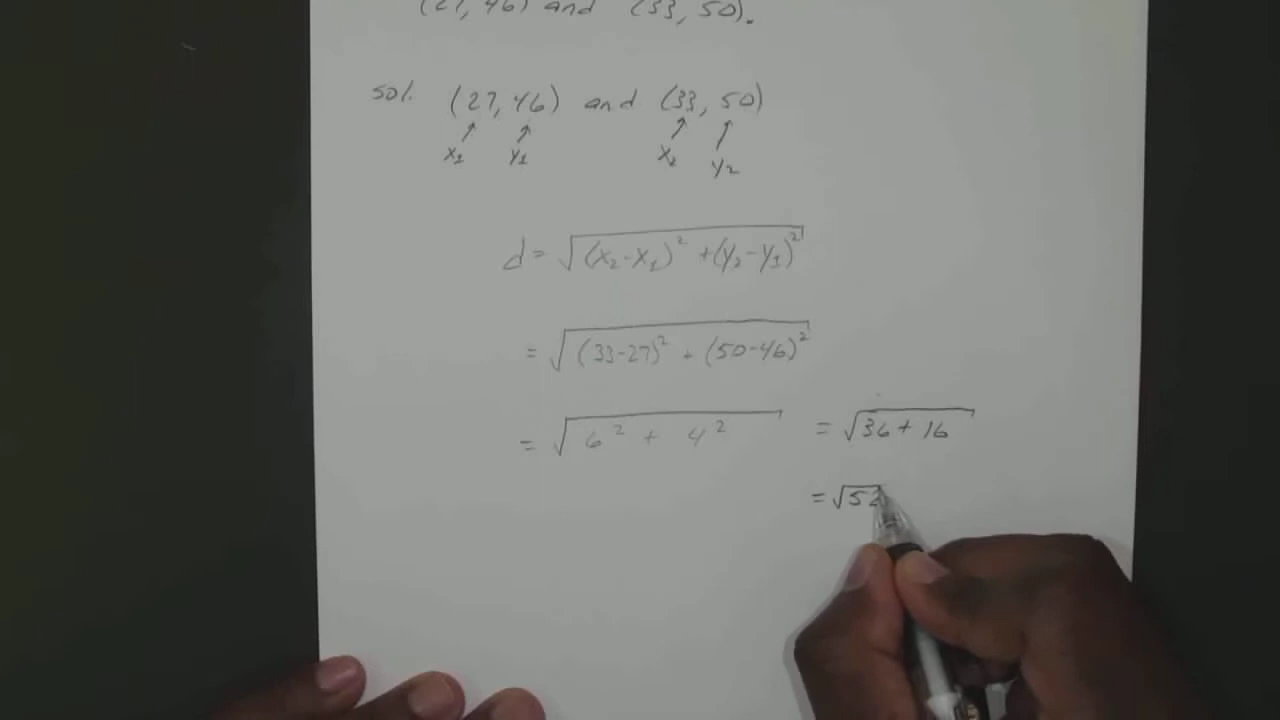 (27, 46) and (33, 50).
sol. (27, 46) and (33, 50)
x₁ y₁ x₂ y₂
d = √(x₂-x₁)² + (y₂-y₁)²
= √(33-27)² + (50-46)²
= √6² + 4² = √36 + 16
= √52